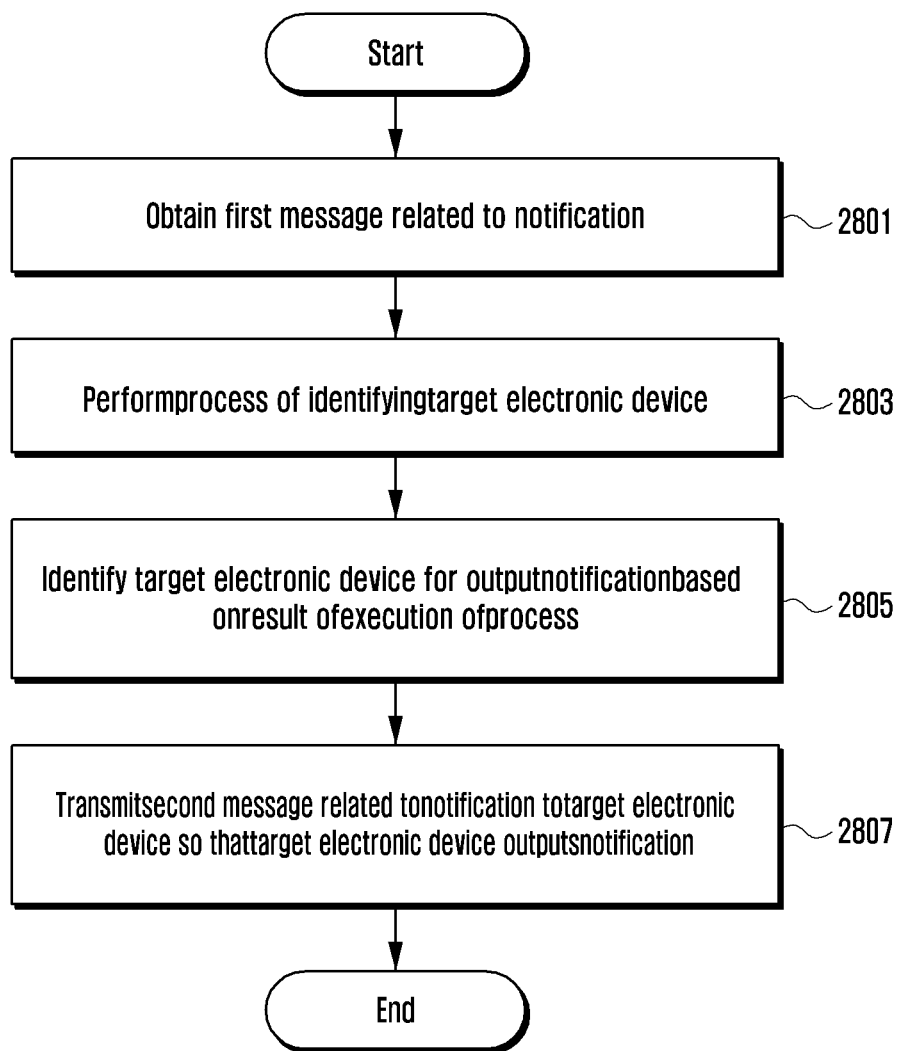 Start
Obtain first message related to notification
2801
Performprocess of identifyingtarget electronic device
2803
Identify target electronic device for outputnotificationbased
onresult ofexecution ofprocess
2805
Transmitsecond message related tonotification totarget electronic
device so thattarget electronic device outputsnotification
2807
End